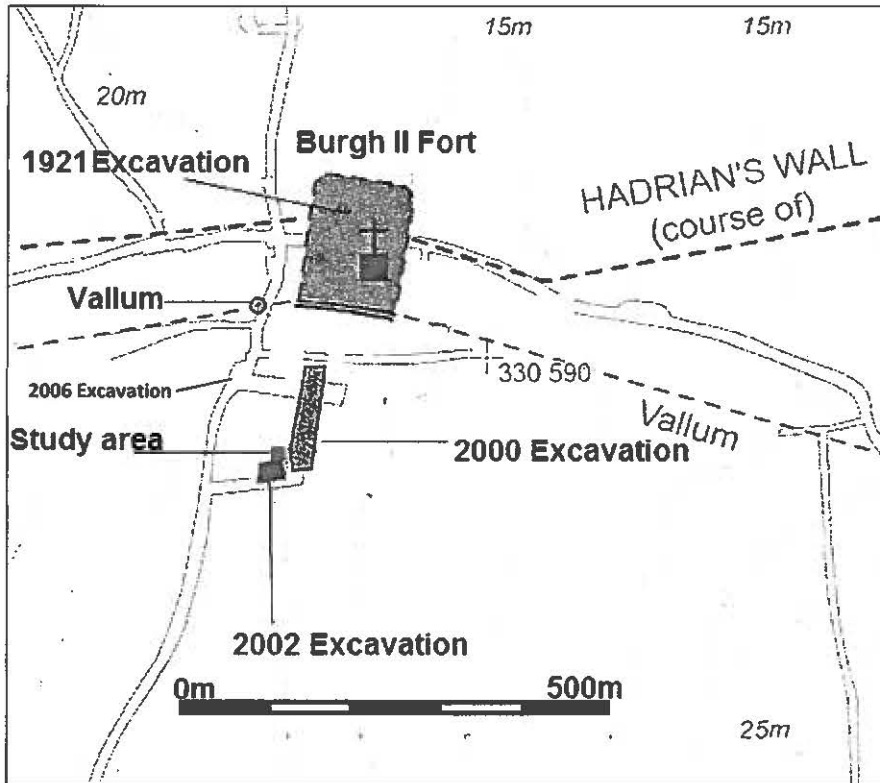 15m
15m
20m
Burgh II Fort
1921 Excavation
HADRIAN'S WALL
(course of)
Vallum
330 590
2006 Excavation
Vallum
Study area
2000 Excavation
2002 Excavation
0m
500m
25m